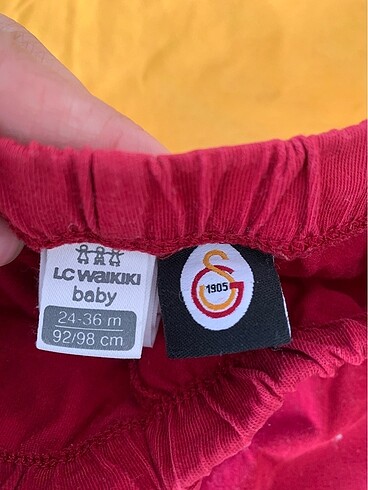 LC WAIKIKI
baby
24-36 m
92/98 cm
1905